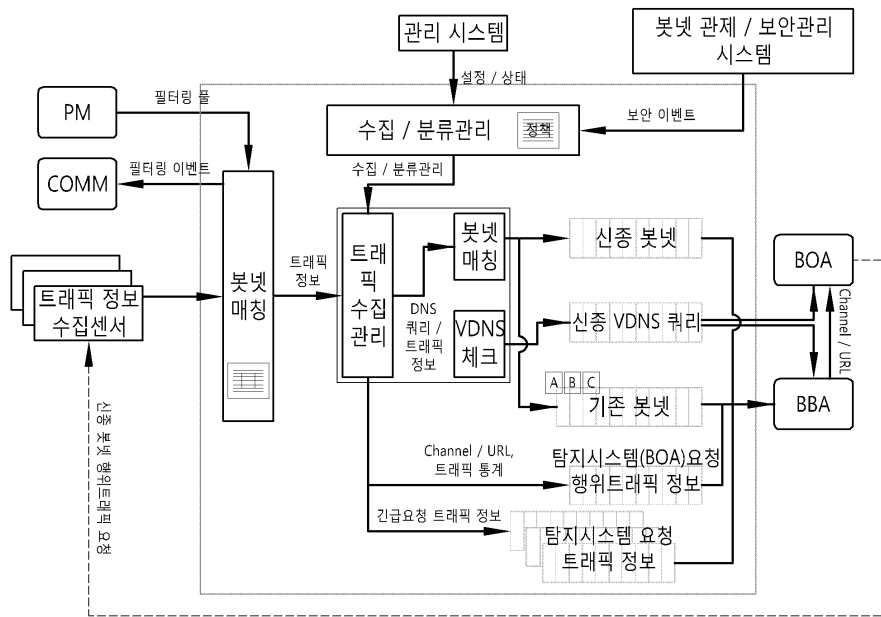 관리 시스템
봇넷 관제 / 보안관리
시스템
설정 / 상태
PM
필터링 룰
수집 / 분류관리
정책
보안 이벤트
COMM
필터링 이벤트
수집 / 분류관리
봇넷
매칭
트래픽
정보
트
래
픽
수집
관리
봇넷
매칭
DNS
쿼리 /
트래픽
정보
VDNS
체크
신종 봇넷
신종 VDNS 쿼리
A B C
기존 봇넷
BOA
Channel / URL
BBA
트래픽 정보
수집센서
신종 봇넷 행위트래픽 요청
Channel / URL,
트래픽 통계
탐지시스템(BOA)요청
행위트래픽 정보
긴급요청 트래픽 정보
탐지시스템 요청
트래픽 정보